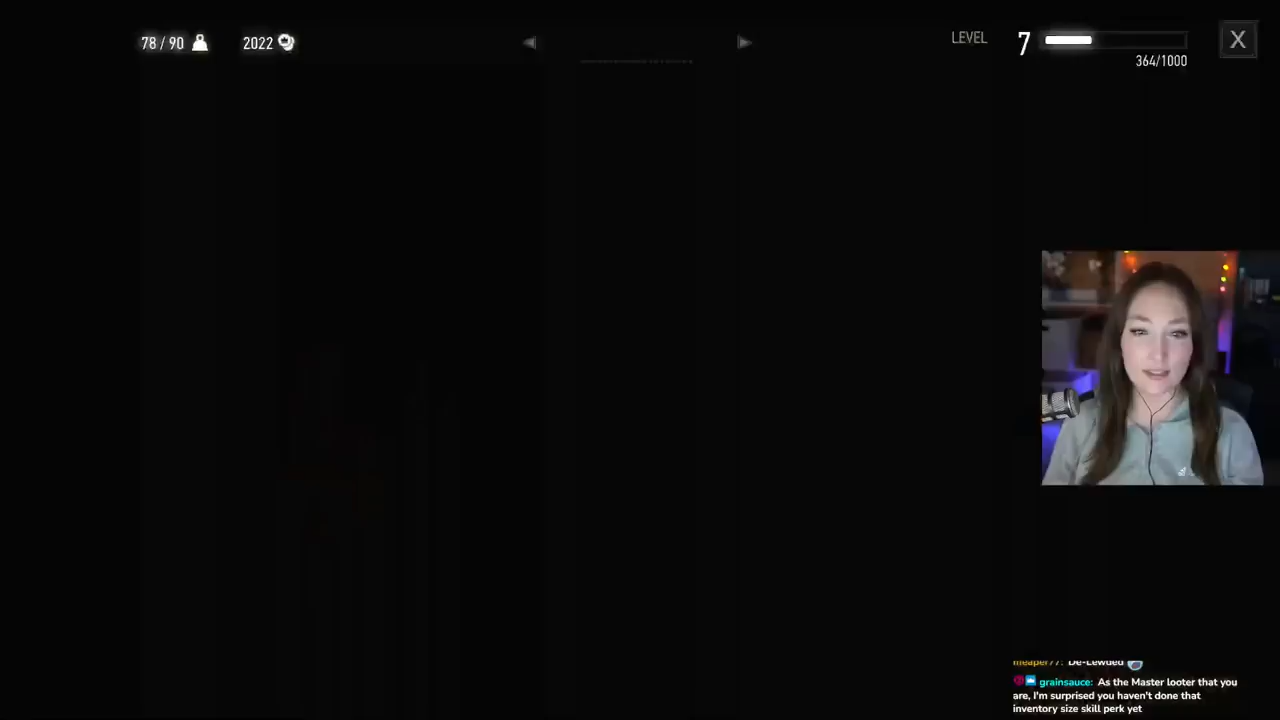 78 / 90
2022
LEVEL
7
364/1000
X
meaper77: De-Lewded
grainsauce: As the Master looter that you
are, I'm surprised you haven't done that
inventory size skill perk yet